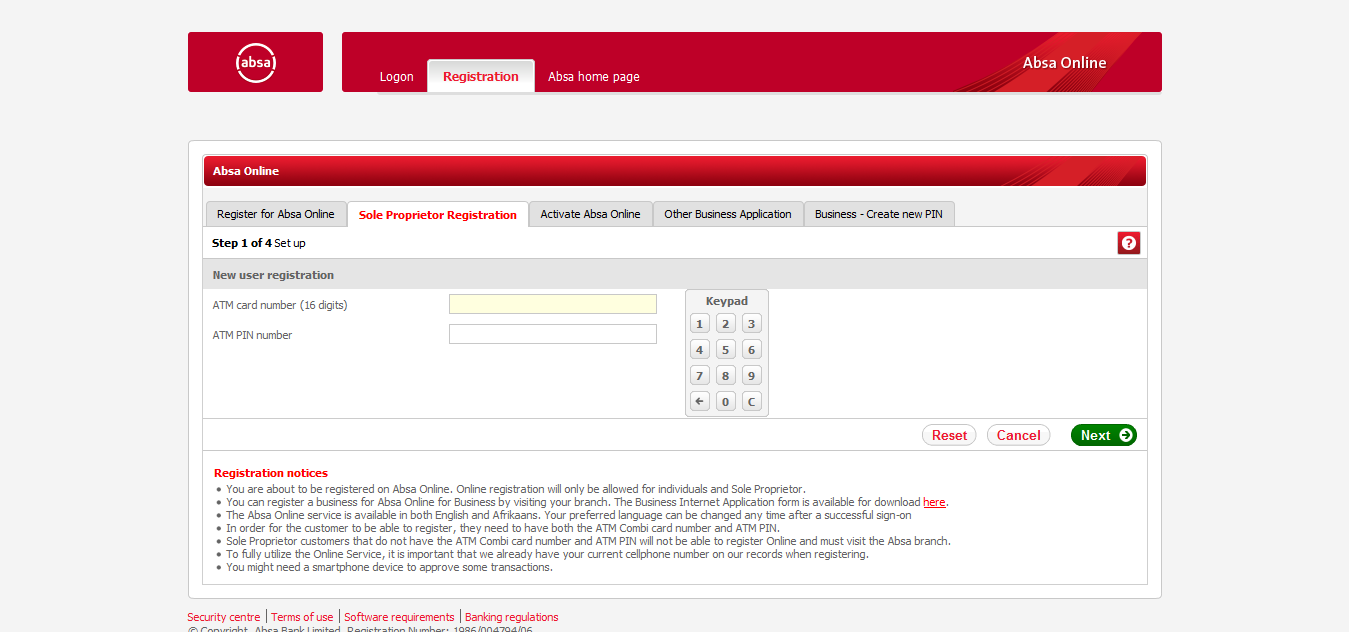 absa
Logon Registration Absa home page Absa Online
Absa Online
Register for Absa Online Sole Proprietor Registration Activate Absa Online Other Business Application Business - Create new PIN
Step 1 of 4 Set up ?
New user registration
ATM card number (16 digits)
ATM PIN number
Keypad
1 2 3
4 5 6
7 8 9
← 0 C
Reset Cancel Next
Registration notices
• You are about to be registered on Absa Online. Online registration will only be allowed for individuals and Sole Proprietor.
• You can register a business for Absa Online for Business by visiting your branch. The Business Internet Application form is available for download here.
• The Absa Online service is available in both English and Afrikaans. Your preferred language can be changed any time after a successful sign-on
• In order for the customer to be able to register, they need to have both the ATM Combi card number and ATM PIN.
• Sole Proprietor customers that do not have the ATM Combi card number and ATM PIN will not be able to register Online and must visit the Absa branch.
• To fully utilize the Online Service, it is important that we already have your current cellphone number on our records when registering.
• You might need a smartphone device to approve some transactions.
Security centre | Terms of use | Software requirements | Banking regulations
© Copyright. Absa Bank Limited. Registration Number: 1986/004794/06